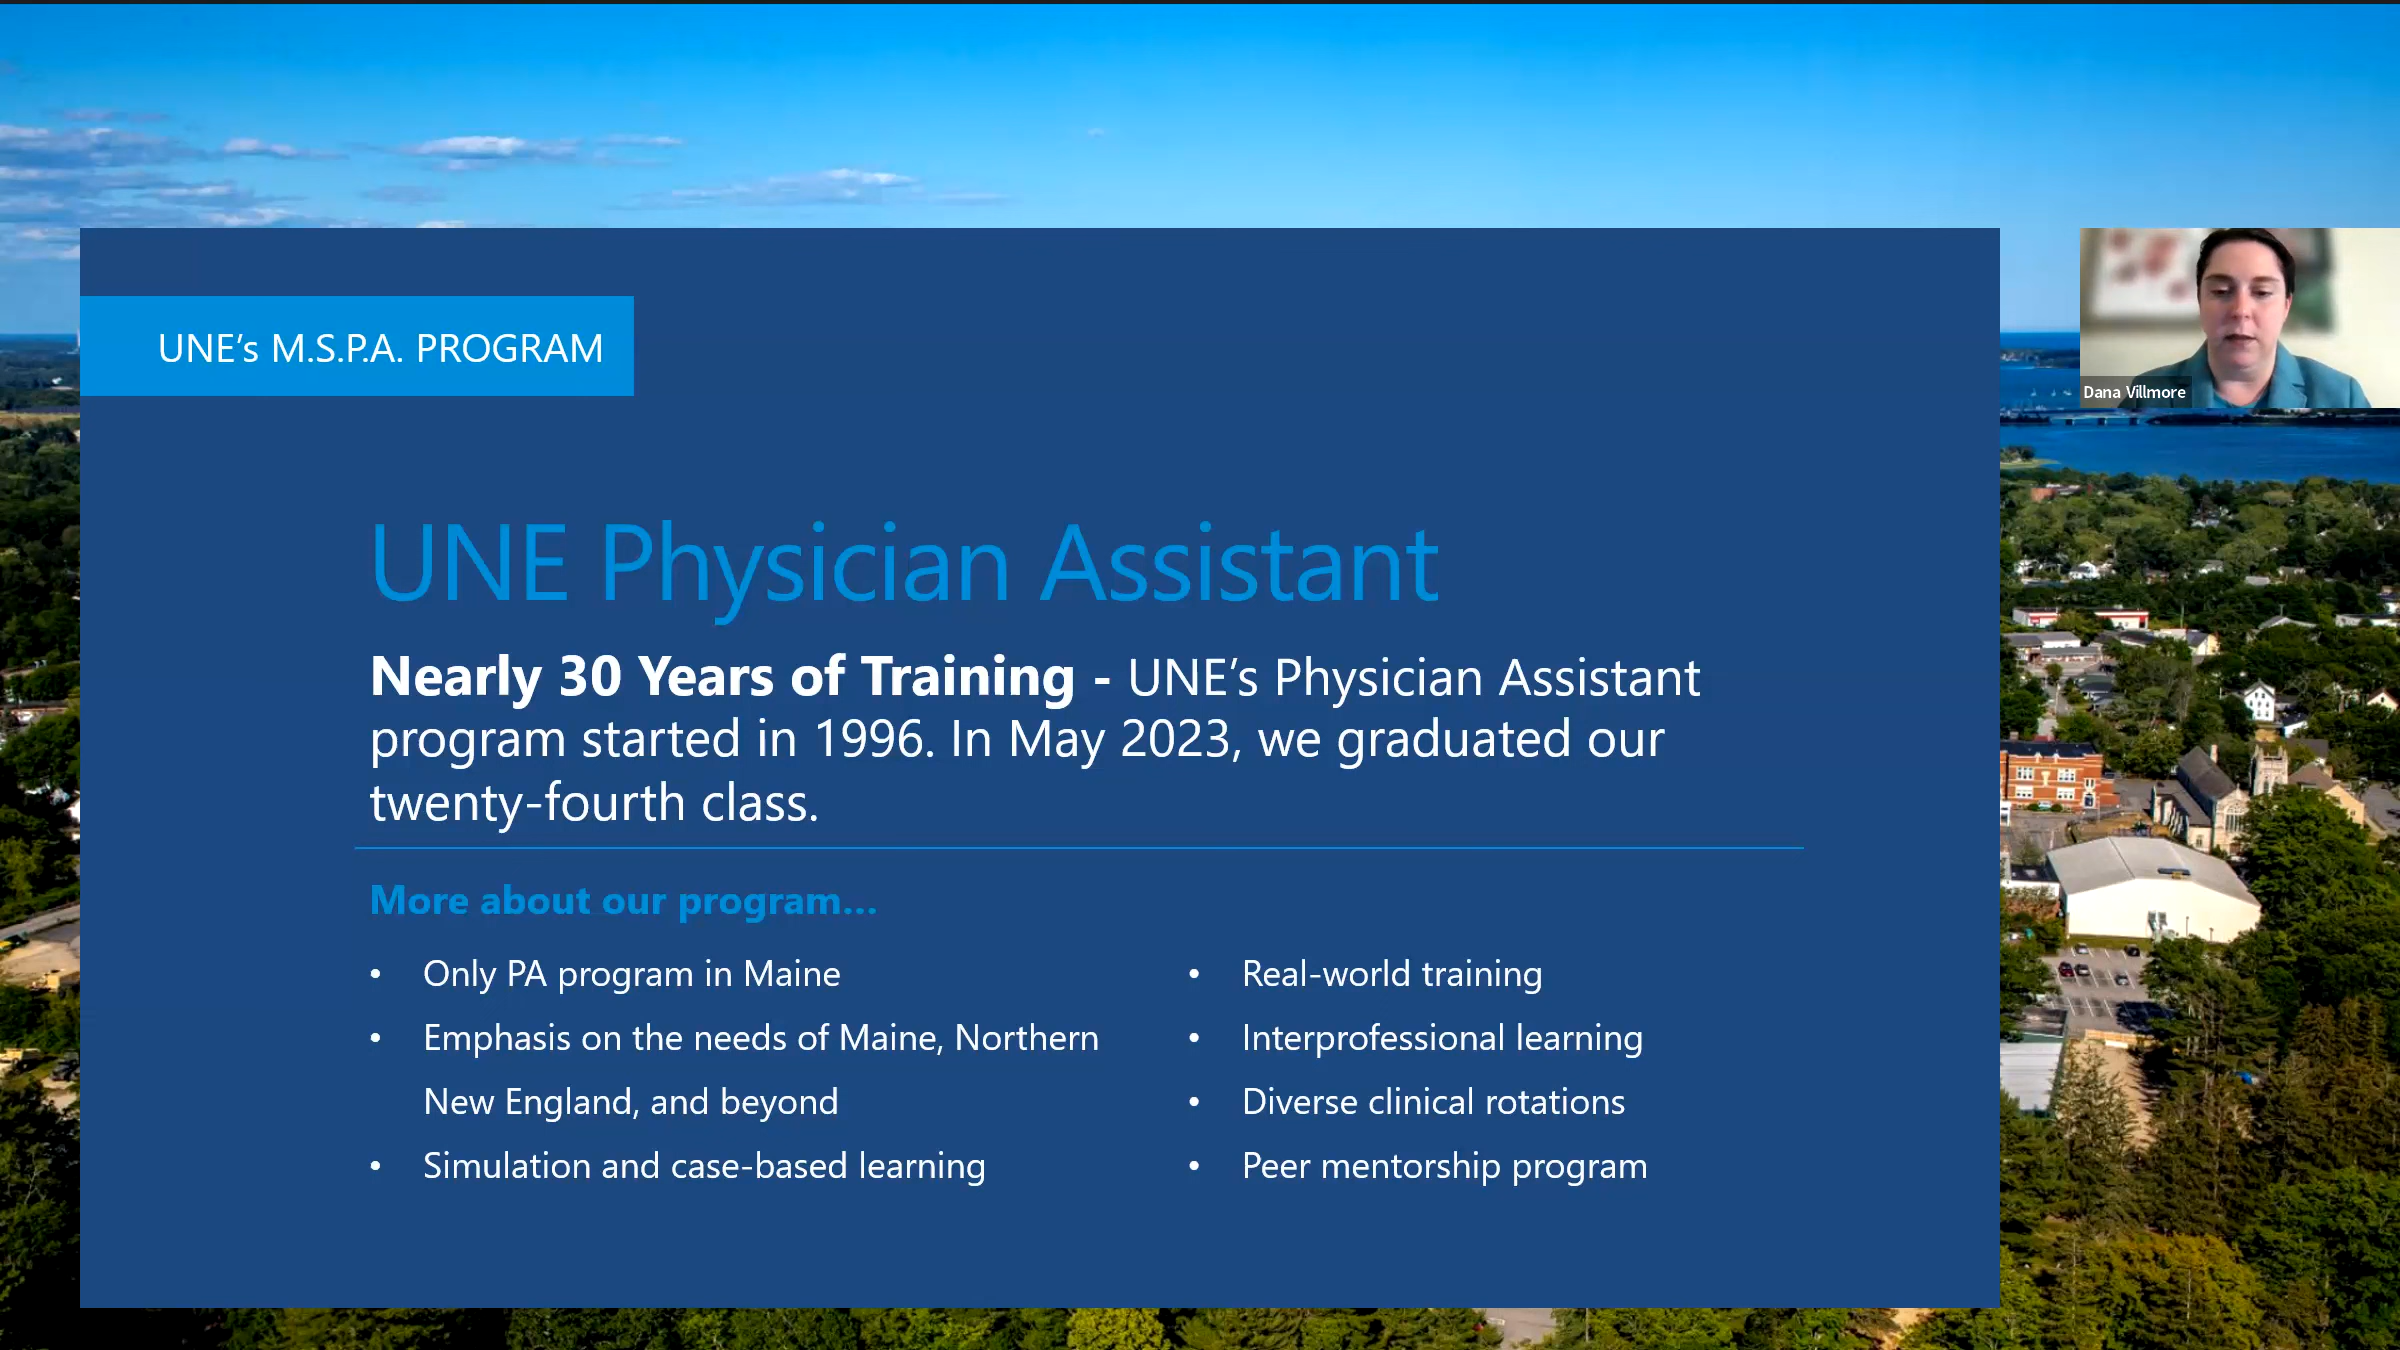 UNE’s M.S.P.A. PROGRAM
Dana Villmore
UNE Physician Assistant
Nearly 30 Years of Training - UNE’s Physician Assistant
program started in 1996. In May 2023, we graduated our
twenty-fourth class.
More about our program...
• Only PA program in Maine
• Emphasis on the needs of Maine, Northern
New England, and beyond
• Simulation and case-based learning
• Real-world training
• Interprofessional learning
• Diverse clinical rotations
• Peer mentorship program